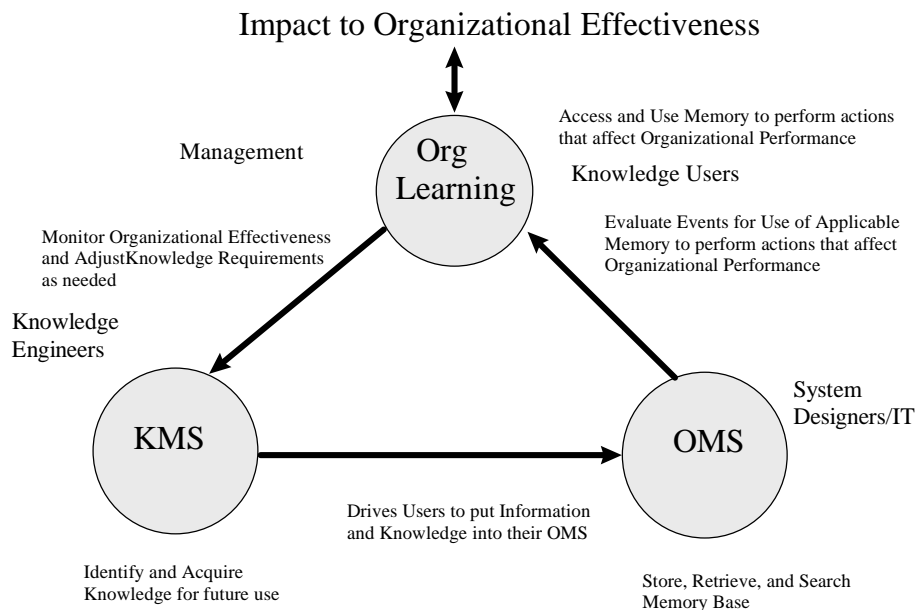 Impact to Organizational Effectiveness
Access and Use Memory to perform actions
that affect Organizational Performance
Management
Org
Learning
Knowledge Users
Evaluate Events for Use of Applicable
Memory to perform actions that affect
Organizational Performance
Monitor Organizational Effectiveness
and AdjustKnowledge Requirements
as needed
Knowledge
Engineers
System
Designers/IT
KMS
OMS
Drives Users to put Information
and Knowledge into their OMS
Identify and Acquire
Knowledge for future use
Store, Retrieve, and Search
Memory Base